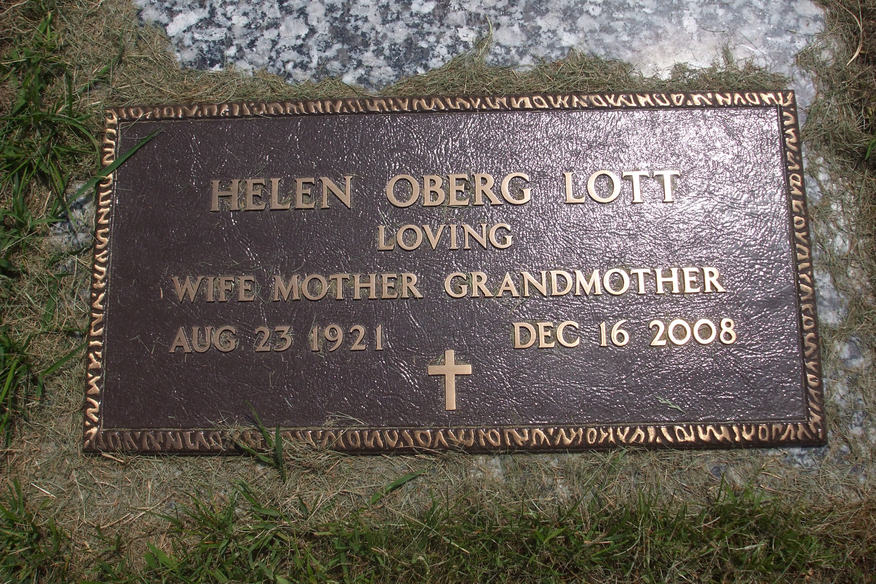 HELEN OBERG LOTT
LOVING
WIFE MOTHER GRANDMOTHER
AUG 23 1921 DEC 16 2008